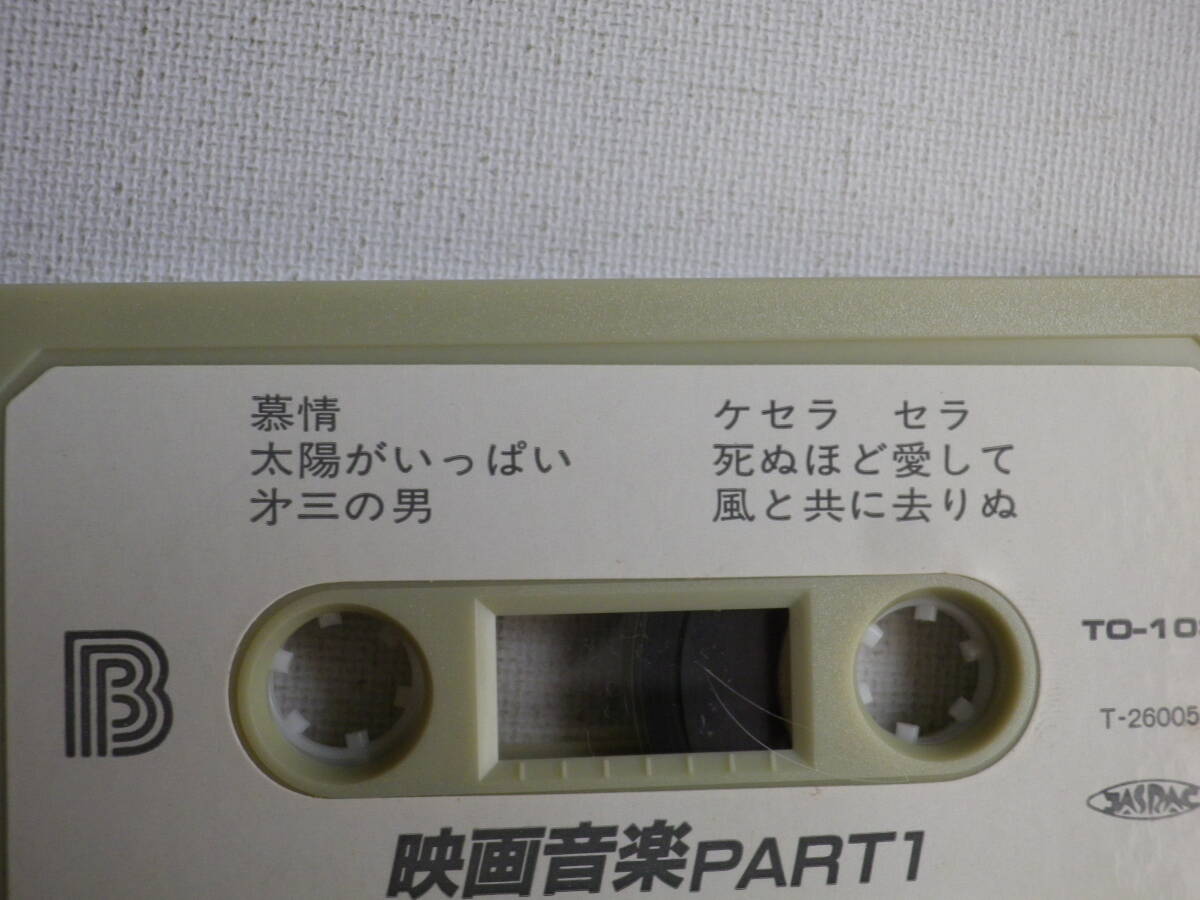 慕情
太陽がいっぱい
㐧三の男
ケセラ セラ
死ぬほど愛して
風と共に去りぬ
B
TO-10
T-26005
JASRAC
映画音楽PART1